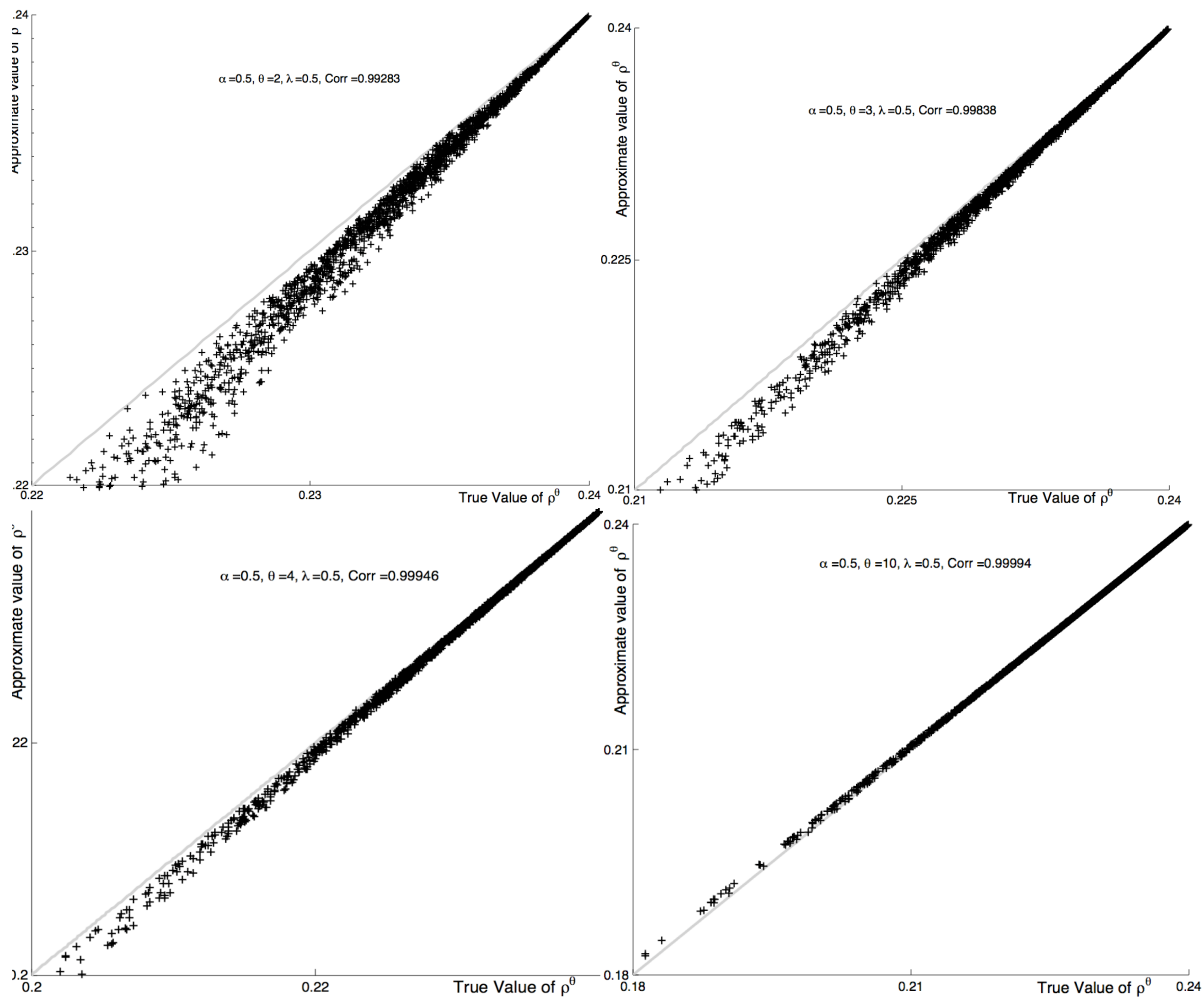 .24
Approximate value of ρ
α =0.5, θ =2, λ =0.5, Corr =0.99283
.23
.22
0.22
0.23
True Value of ρ^θ
0.24
0.24
Approximate value of ρ^θ
α =0.5, θ =3, λ =0.5, Corr =0.99838
0.225
0.21
0.21
0.225
True Value of ρ^θ
0.24
Approximate value of ρ
α =0.5, θ =4, λ =0.5, Corr =0.99946
22
0.2
0.2
0.22
True Value of ρ^θ
0.24
Approximate value of ρ^θ
α =0.5, θ =10, λ =0.5, Corr =0.99994
0.21
0.18
0.18
0.21
True Value of ρ^θ
0.24